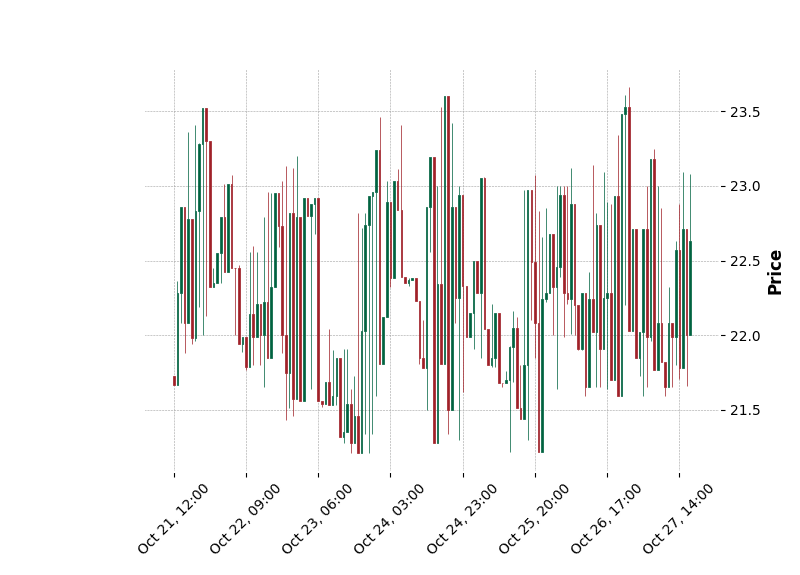 23.5
23.0
22.5
22.0
21.5
Price
Oct 21, 12:00
Oct 22, 09:00
Oct 23, 06:00
Oct 24, 03:00
Oct 24, 23:00
Oct 25, 20:00
Oct 26, 17:00
Oct 27, 14:00